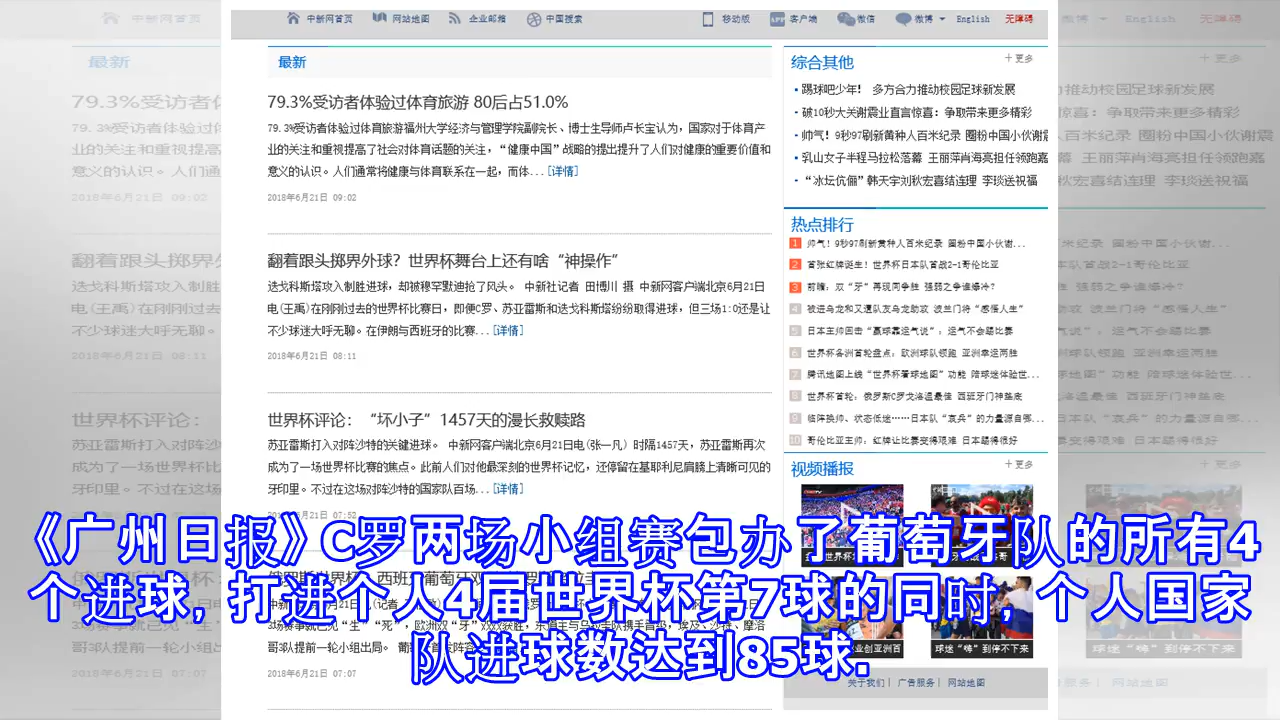 中新网首页 网站地图 企业邮箱 中国搜索 移动版 客户端 微信 微博 English 无障碍
最新
79.3%受访者体验过体育旅游 80后占51.0%
79.3%受访者体验过体育旅游福州大学经济与管理学院副院长、博士生导师卢长宝认为，国家对于体育产
业的关注和重视提高了社会对体育话题的关注，“健康中国”战略的提出提升了人们对健康的重要价值和
意义的认识。人们通常将健康与体育联系在一起，而体...[详情]
2018年6月21日 09:02
翻着跟头掷界外球？世界杯舞台上还有啥“神操作”
迭戈科斯塔攻入制胜进球，却被穆罕默迪抢了风头。 中新社记者 田博川 摄 中新网客户端北京6月21日
电(王禹)在刚刚过去的世界杯比赛日，即便C罗、苏亚雷斯和迭戈科斯塔纷纷取得进球，但三场1:0还是让
不少球迷大呼无聊。在伊朗与西班牙的比赛...[详情]
2018年6月21日 08:11
世界杯评论：“坏小子”1457天的漫长救赎路
苏亚雷斯打入对阵沙特的关键进球。 中新网客户端北京6月21日电(张一凡) 时隔1457天，苏亚雷斯再次
成为了一场世界杯比赛的焦点。此前人们对他最深刻的世界杯记忆，还停留在基耶利尼肩膀上清晰可见的
牙印里。不过在这场对阵沙特的国家队百场...[详情]
2018年6月21日 07:52
2018年6月21日 07:07
综合其他 +更多
踢球吧少年！ 多方合力推动校园足球新发展
破10秒大关谢震业直言惊喜：争取带来更多精彩
帅气！9秒97刷新黄种人百米纪录 圈粉中国小伙谢震
乳山女子半程马拉松落幕 王丽萍肖海亮担任领跑嘉
“冰坛伉俪”韩天宇刘秋宏喜结连理 李琰送祝福
热点排行
1 帅气！9秒97刷新黄种人百米纪录 圈粉中国小伙谢...
2 首张红牌诞生！世界杯日本队首战2-1哥伦比亚
3 前瞻：双“牙”再现同争胜 强弱之争谁爆冷？
4 被进乌龙和又遭队友乌龙助攻 波兰门将“感雇人生”
5 日本主帅回击“赢球靠运气说”：运气不会踢比赛
6 世界杯各洲首轮盘点：欧洲球队领跑 亚洲幸运两胜
7 腾讯地图上线“世界杯看球地图”功能 陪球迷体验世...
8 世界杯首轮：俄罗斯C罗戈洛温最佳 西班牙门神垫底
9 临阵换帅、状态低迷……日本队“哀兵”的力量源自哪...
10 哥伦比亚主帅：红牌让比赛变得艰难 日本踢得很好
视频播报 +更多
球迷“嗨”到停不下来
关于我们| 广告服务| 网站地图
《广州日报》C罗两场小组赛包办了葡萄牙队的所有4
个进球, 打进个人4届世界杯第7球的同时, 个人国家
队进球数达到85球.